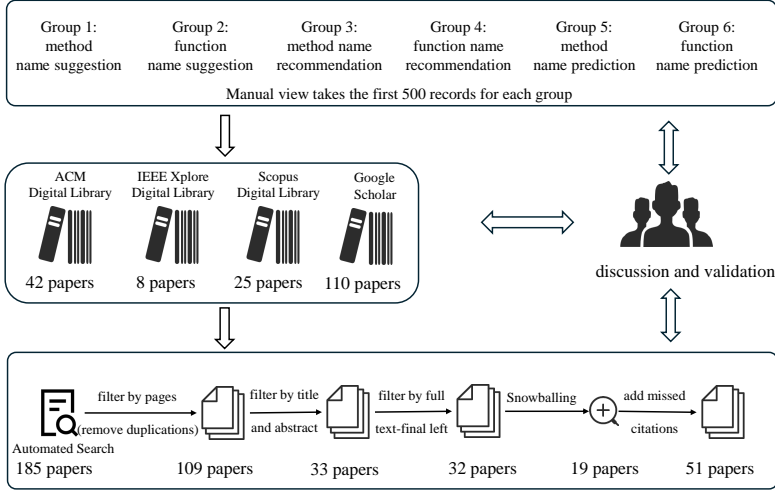 Group 1:
method
name suggestion
Group 2:
function
name suggestion
Group 3:
method name
recommendation
Group 4:
function name
recommendation
Group 5:
method
name prediction
Group 6:
function
name prediction
Manual view takes the first 500 records for each group
ACM
Digital Library
42 papers
IEEE Xplore
Digital Library
8 papers
Scopus
Digital Library
25 papers
Google
Scholar
110 papers
discussion and validation
Automated Search
185 papers
filter by pages
(remove duplications)
109 papers
filter by title
and abstract
33 papers
filter by full
text-final left
32 papers
Snowballing
19 papers
add missed
citations
51 papers